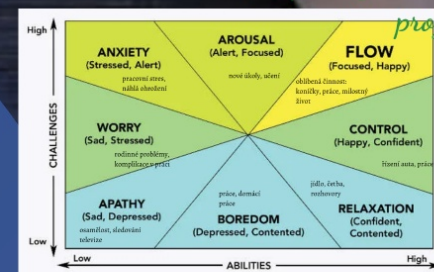 High
ANXIETY
(Stressed, Alert)
pracovní stres,
náhlá ohrožení
AROUSAL
(Alert, Focused)
nové úkoly, učení
FLOW
(Focused, Happy)
oblíbená činnost:
koníčky, práce, milostný
život
WORRY
(Sad, Stressed)
rodinné problémy,
komplikace v práci
CONTROL
(Happy, Confident)
řízení auta, práce
APATHY
(Sad, Depressed)
osamělost, sledování
televize
práce, domácí
práce
BOREDOM
(Depressed, Contented)
jídlo, četba,
rozhovory
RELAXATION
(Confident,
Contented)
CHALLENGES
Low
Low
ABILITIES
High